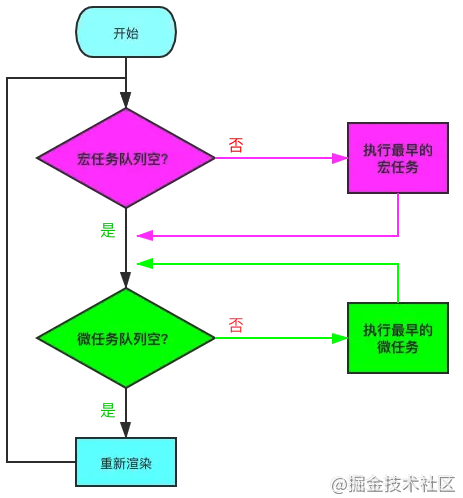 开始
宏任务队列空?
否
执行最早的
宏任务
是
微任务队列空?
否
执行最早的
微任务
是
重新渲染
@掘金技术社区